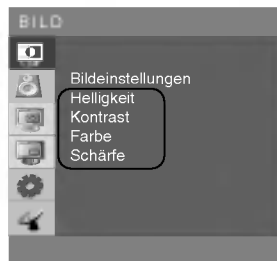 BILD
Bildeinstellungen
Helligkeit
Kontrast
Farbe
Schärfe